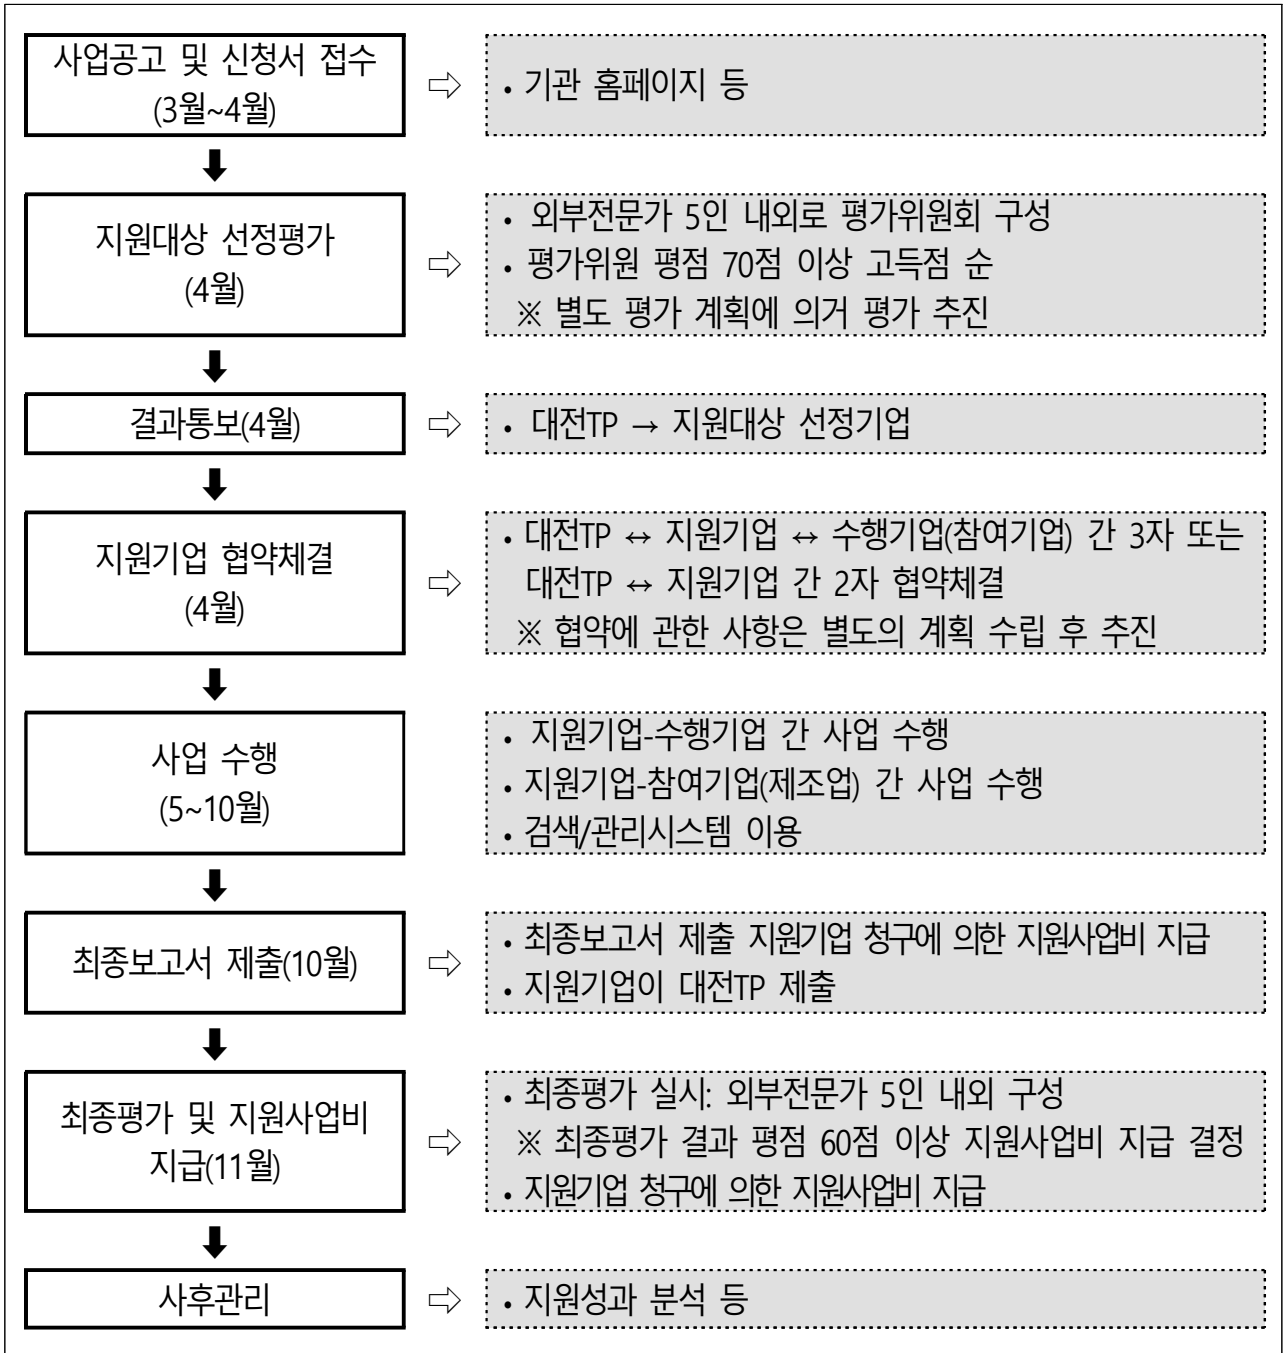 사업공고 및 신청서 접수
(3월~4월)
⇨
• 기관 홈페이지 등
지원대상 선정평가
(4월)
⇨
• 외부전문가 5인 내외로 평가위원회 구성
• 평가위원 평점 70점 이상 고득점 순
※ 별도 평가 계획에 의거 평가 추진
결과통보(4월)
⇨
• 대전TP → 지원대상 선정기업
지원기업 협약체결
(4월)
⇨
• 대전TP ↔ 지원기업 ↔ 수행기업(참여기업) 간 3자 또는
대전TP ↔ 지원기업 간 2자 협약체결
※ 협약에 관한 사항은 별도의 계획 수립 후 추진
사업 수행
(5~10월)
• 지원기업-수행기업 간 사업 수행
• 지원기업-참여기업(제조업) 간 사업 수행
• 검색/관리시스템 이용
최종보고서 제출(10월)
⇨
• 최종보고서 제출 지원기업 청구에 의한 지원사업비 지급
• 지원기업이 대전TP 제출
최종평가 및 지원사업비
지급(11월)
⇨
• 최종평가 실시: 외부전문가 5인 내외 구성
※ 최종평가 결과 평점 60점 이상 지원사업비 지급 결정
• 지원기업 청구에 의한 지원사업비 지급
사후관리
⇨
• 지원성과 분석 등